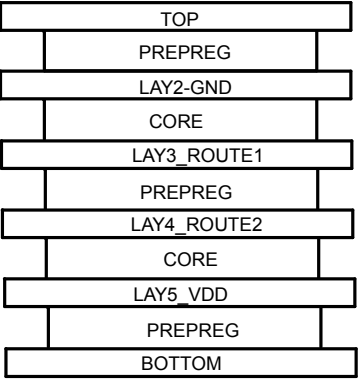 TOP
PREPREG
LAY2-GND
CORE
LAY3_ROUTE1
PREPREG
LAY4_ROUTE2
CORE
LAY5_VDD
PREPREG
BOTTOM